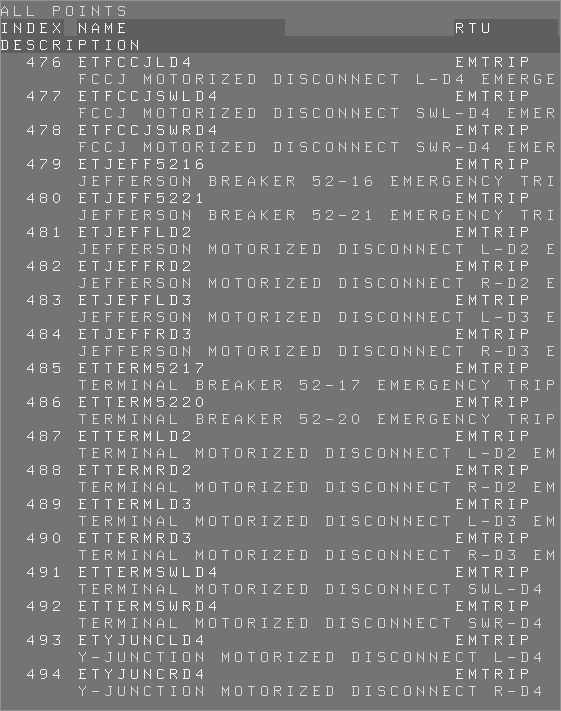 ALL POINTS
INDEX NAME RTU
DESCRIPTION
476 ETFCCJLD4 EMTRIP
FCCJ MOTORIZED DISCONNECT L-D4 EMERGE
477 ETFCCJSWLD4 EMTRIP
FCCJ MOTORIZED DISCONNECT SWL-D4 EMER
478 ETFCCJSWRD4 EMTRIP
FCCJ MOTORIZED DISCONNECT SWR-D4 EMER
479 ETJEFF5216 EMTRIP
JEFFERSON BREAKER 52-16 EMERGENCY TRI
480 ETJEFF5221 EMTRIP
JEFFERSON BREAKER 52-21 EMERGENCY TRI
481 ETJEFFLD2 EMTRIP
JEFFERSON MOTORIZED DISCONNECT L-D2 E
482 ETJEFFRD2 EMTRIP
JEFFERSON MOTORIZED DISCONNECT R-D2 E
483 ETJEFFLD3 EMTRIP
JEFFERSON MOTORIZED DISCONNECT L-D3 E
484 ETJEFFRD3 EMTRIP
JEFFERSON MOTORIZED DISCONNECT R-D3 E
485 ETTERM5217 EMTRIP
TERMINAL BREAKER 52-17 EMERGENCY TRIP
486 ETTERM5220 EMTRIP
TERMINAL BREAKER 52-20 EMERGENCY TRIP
487 ETTERMLD2 EMTRIP
TERMINAL MOTORIZED DISCONNECT L-D2 EM
488 ETTERMRD2 EMTRIP
TERMINAL MOTORIZED DISCONNECT R-D2 EM
489 ETTERMLD3 EMTRIP
TERMINAL MOTORIZED DISCONNECT L-D3 EM
490 ETTERMRD3 EMTRIP
TERMINAL MOTORIZED DISCONNECT R-D3 EM
491 ETTERMSWLD4 EMTRIP
TERMINAL MOTORIZED DISCONNECT SWL-D4
492 ETTERMSWRD4 EMTRIP
TERMINAL MOTORIZED DISCONNECT SWR-D4
493 ETYJUNCLD4 EMTRIP
Y-JUNCTION MOTORIZED DISCONNECT L-D4
494 ETYJUNCRD4 EMTRIP
Y-JUNCTION MOTORIZED DISCONNECT R-D4